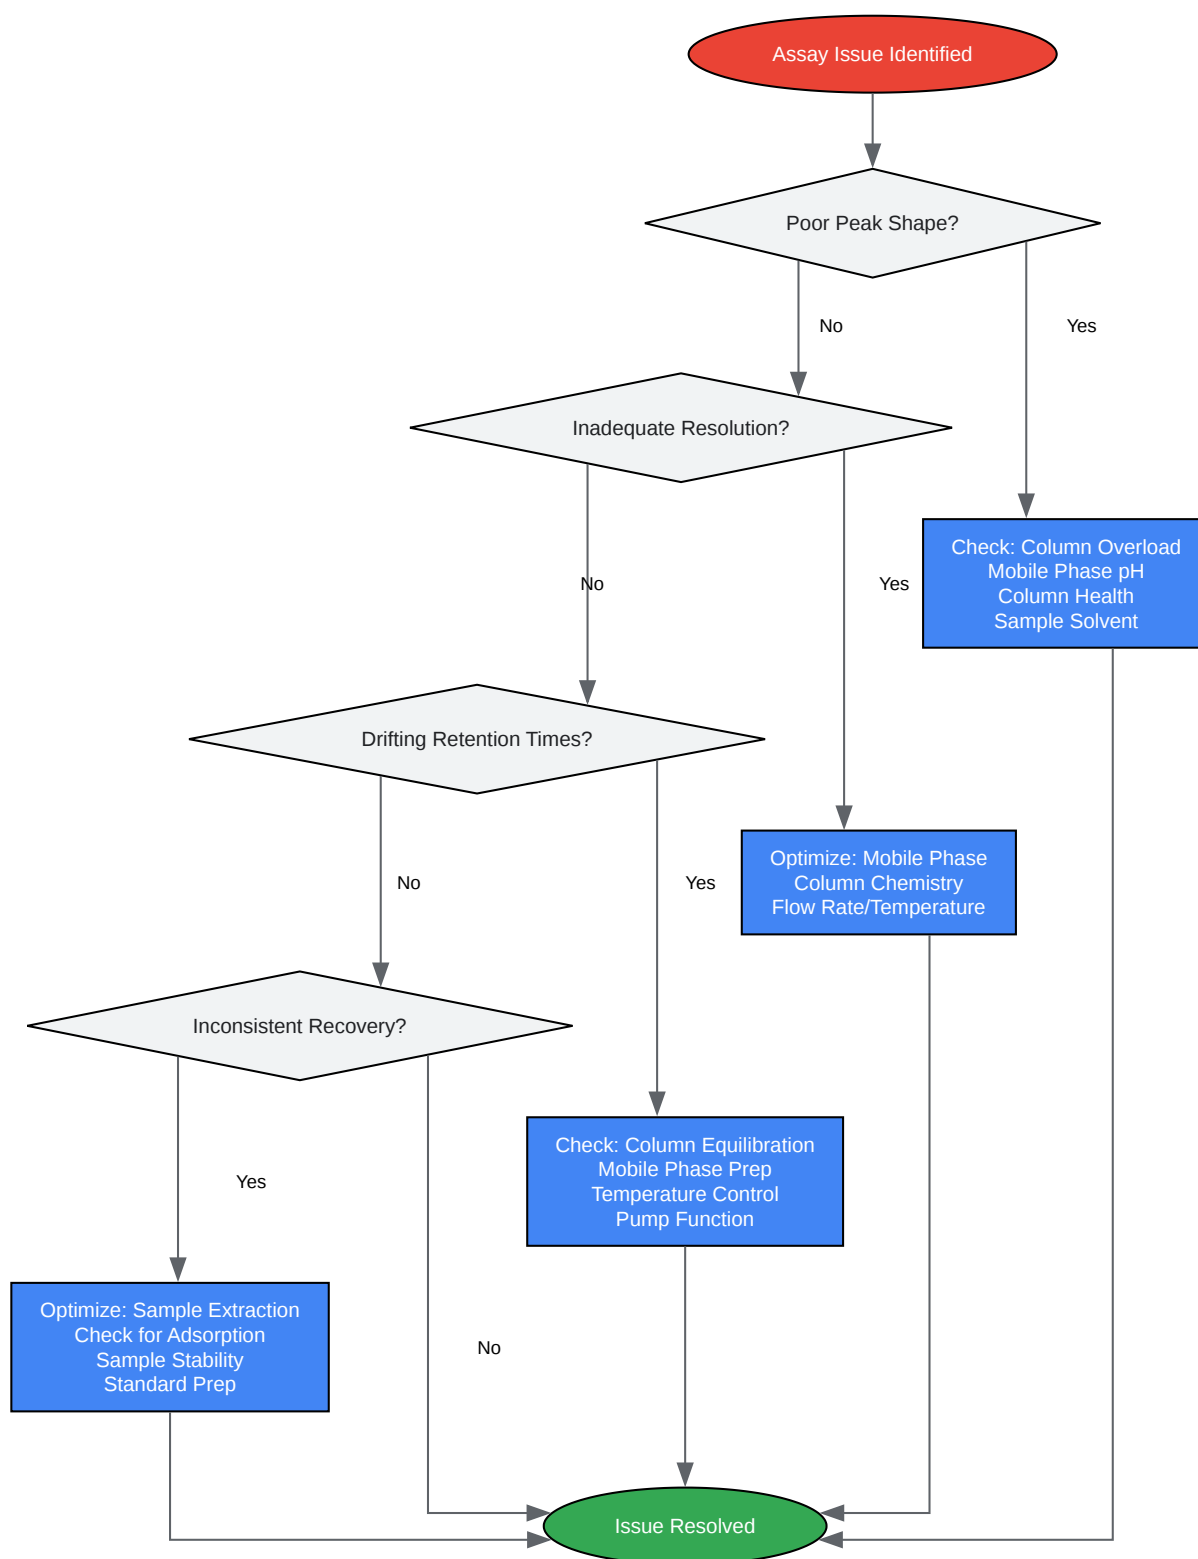 Assay Issue Identified
Poor Peak Shape?
No
Yes
Inadequate Resolution?
Check: Column Overload
Mobile Phase pH
Column Health
Sample Solvent
No
Yes
Drifting Retention Times?
Optimize: Mobile Phase
Column Chemistry
Flow Rate/Temperature
No
Yes
Inconsistent Recovery?
Check: Column Equilibration
Mobile Phase Prep
Temperature Control
Pump Function
Yes
Optimize: Sample Extraction
Check for Adsorption
Sample Stability
Standard Prep
No
Issue Resolved